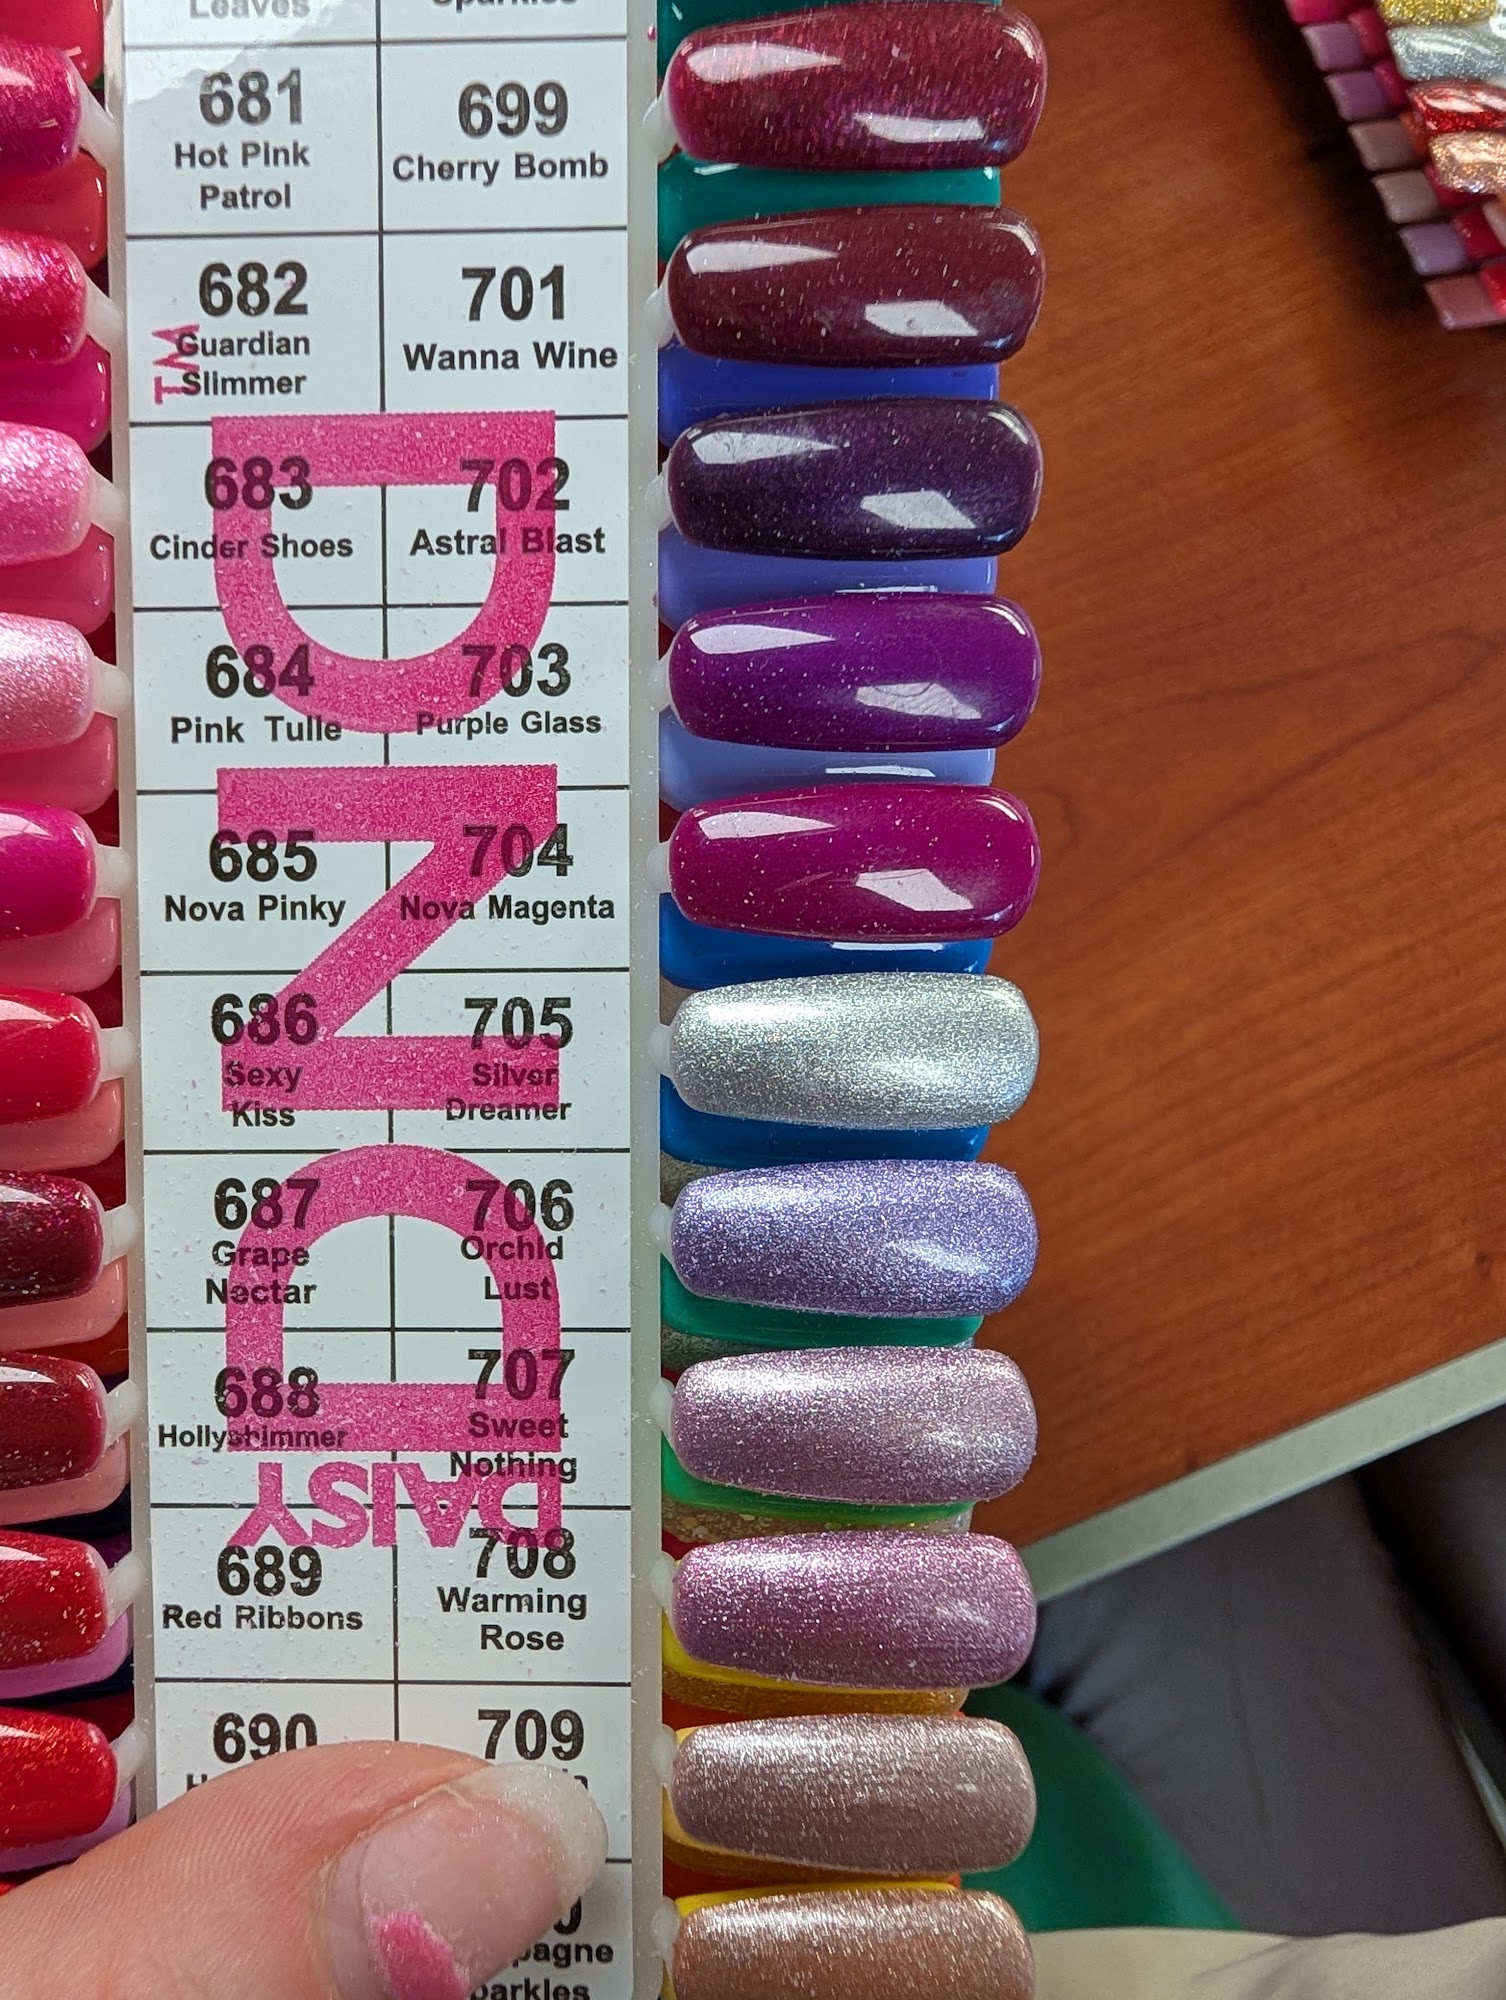 Leaves
Sparkles
681
Hot Pink
Patrol
699
Cherry Bomb
682
Guardian
Slimmer
701
Wanna Wine
683
Cinder Shoes
702
Astral Blast
684
Pink Tulle
703
Purple Glass
685
Nova Pinky
704
Nova Magenta
686
Sexy
Kiss
705
Silver
Dreamer
687
Grape
Nectar
706
Orchid
Lust
688
Hollyshimmer
707
Sweet
Nothing
689
Red Ribbons
708
Warming
Rose
690
709
TM
DND
DAISY